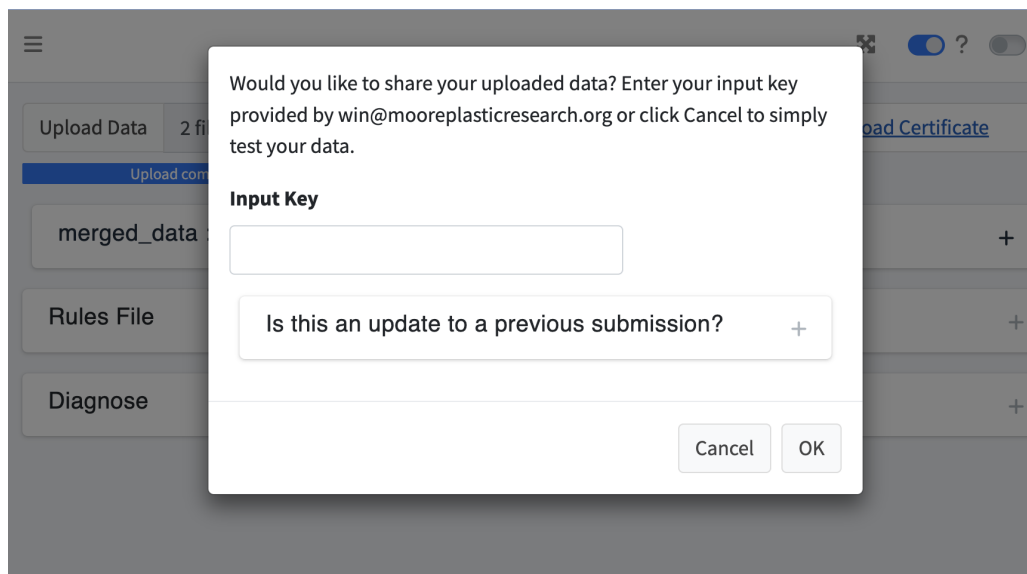 ?
Would you like to share your uploaded data? Enter your input key
provided by win@mooreplasticresearch.org or click Cancel to simply
test your data.
Upload Data
2 fi
oad Certificate
Upload com
Input Key
merged_data
+
Is this an update to a previous submission?
+
Rules File
+
Diagnose
+
Cancel
OK